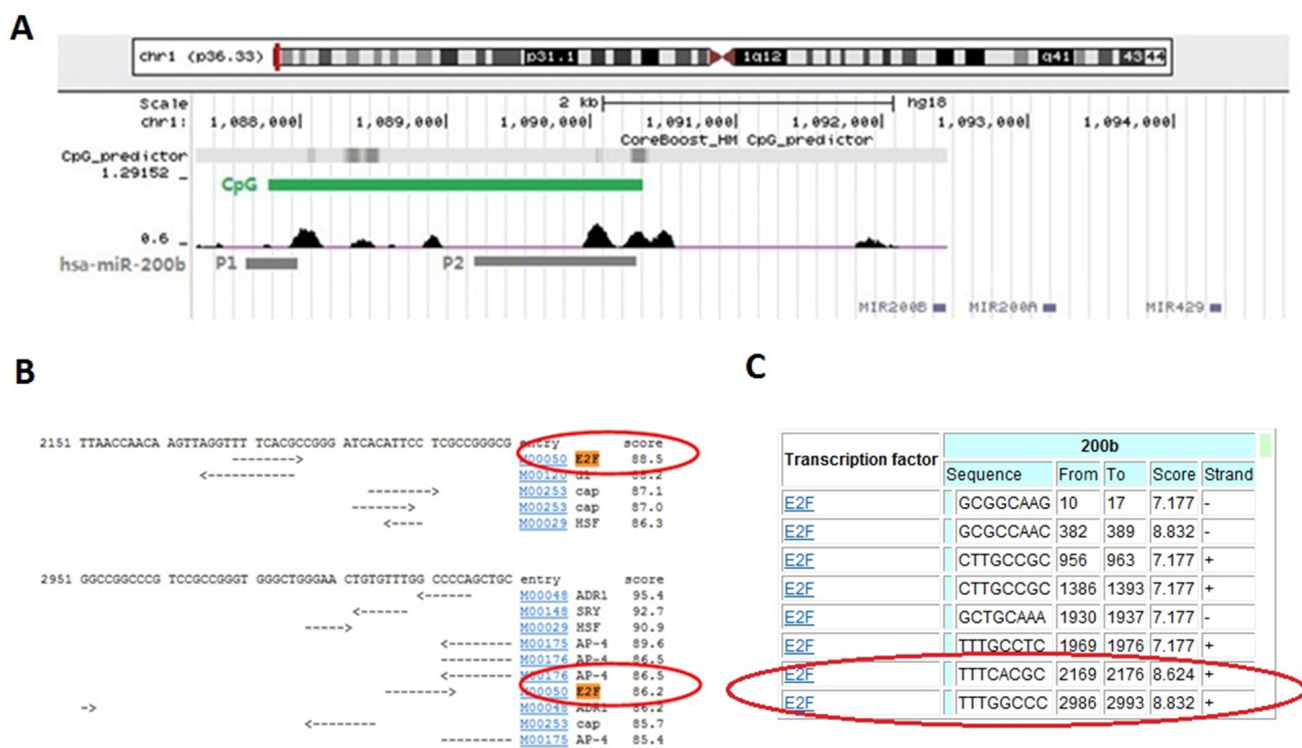 A
chr1 (p36.33) p31.1 1q12 q41 43 44
Scale 2 kb hg18
chr1: 1,088,000 1,089,000 1,090,000 1,091,000 1,092,000 1,093,000 1,094,000
CoreBoost_HM CpG_predictor
CpG_predictor
1.29152 _
CpG
0.6 _
hsa-miR-200b P1 P2
MIR200B MIR200A MIR429
B
2151 TTAACCAACA AGTTAGGTTT TCACGCCGGG ATCACATTCC TCGCCGGGCG entry score
M00050 E2F 88.5
M00120 dl 88.2
M00253 cap 87.1
M00253 cap 87.0
M00029 HSF 86.3
2951 GGCCGGCCCG TCCGCCGGGT GGGCTGGGAA CTGTGTTTGG CCCCAGCTGC entry score
M00048 ADR1 95.4
M00148 SRY 92.7
M00029 HSF 90.9
M00175 AP-4 89.6
M00176 AP-4 86.5
M00176 AP-4 86.5
M00050 E2F 86.2
M00048 ADR1 86.2
M00253 cap 85.7
M00175 AP-4 85.4
C
Transcription factor 200b
Sequence From To Score Strand
E2F GCGGCAAG 10 17 7.177 -
E2F GCGCCAAC 382 389 8.832 -
E2F CTTGCCGC 956 963 7.177 +
E2F CTTGCCGC 1386 1393 7.177 +
E2F GCTGCAAA 1930 1937 7.177 -
E2F TTTGCCTC 1969 1976 7.177 +
E2F TTTCACGC 2169 2176 8.624 +
E2F TTTGGCCC 2986 2993 8.832 +